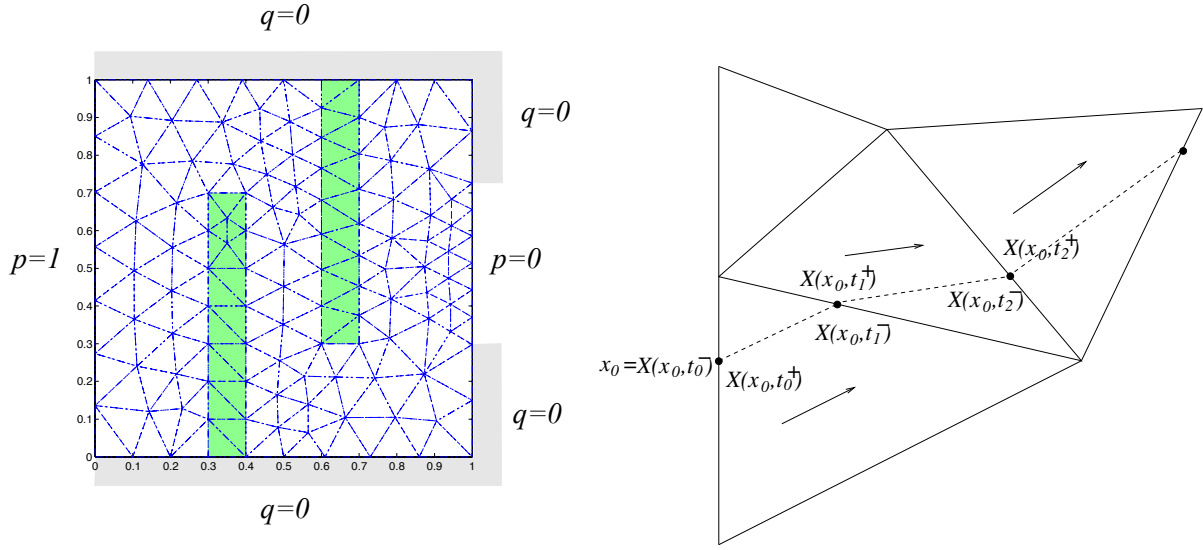 q=0
1
0.9
0.8
0.7
0.6
0.5
0.4
0.3
0.2
0.1
0
0 0.1 0.2 0.3 0.4 0.5 0.6 0.7 0.8 0.9 1
p=1
q=0
p=0
q=0
q=0
X(x₀,t₂⁺)
X(x₀,t₁⁺)
X(x₀,t₂⁻)
X(x₀,t₁⁻)
x₀=X(x₀,t₀⁻)
X(x₀,t₀⁺)